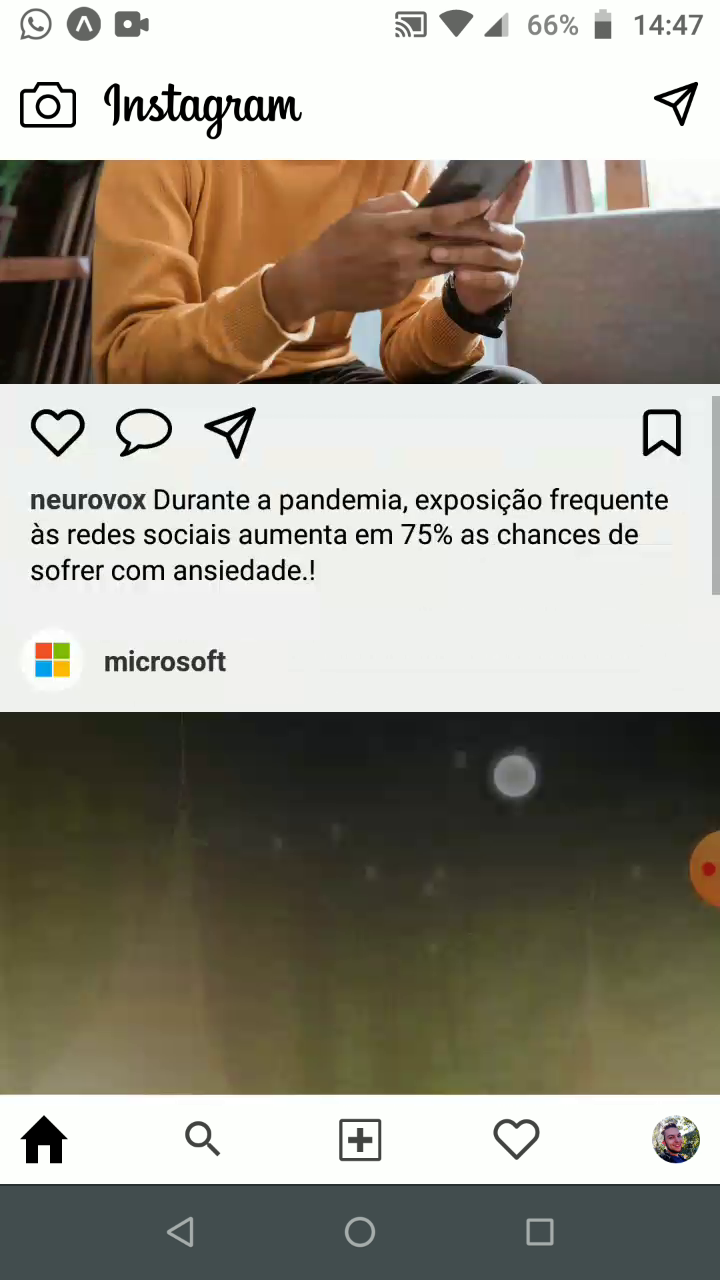 66% 14:47
Instagram
neurovox Durante a pandemia, exposição frequente
às redes sociais aumenta em 75% as chances de
sofrer com ansiedade.!
microsoft